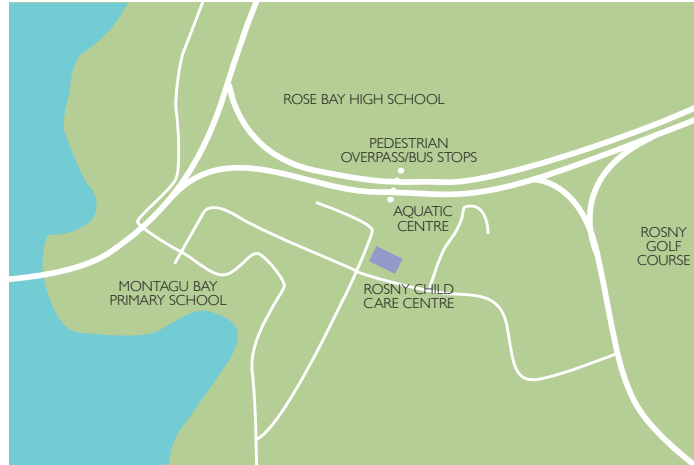 ROSE BAY HIGH SCHOOL
PEDESTRIAN
OVERPASS/BUS STOPS
AQUATIC
CENTRE
ROSNY
GOLF
COURSE
MONTAGU BAY
PRIMARY SCHOOL
ROSNY CHILD
CARE CENTRE